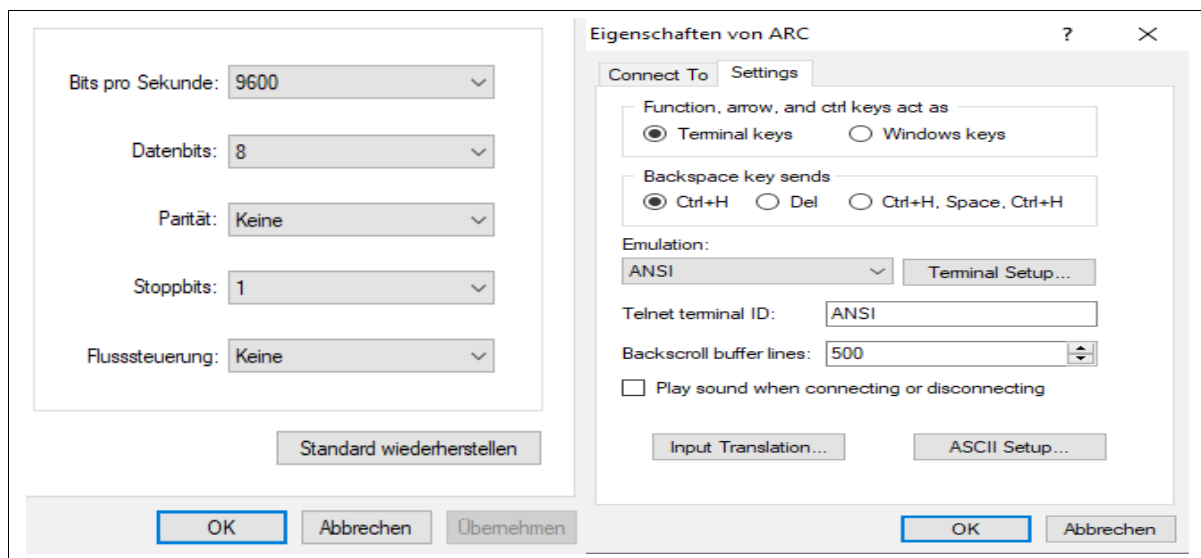 Bits pro Sekunde: 9600
Datenbits: 8
Parität: Keine
Stoppbits: 1
Flusssteuerung: Keine
Standard wiederherstellen
OK Abbrechen Übernehmen
Eigenschaften von ARC ?
Connect To Settings
Function, arrow, and ctrl keys act as
Terminal keys Windows keys
Backspace key sends
Ctrl+H Del Ctrl+H, Space, Ctrl+H
Emulation:
ANSI Terminal Setup...
Telnet terminal ID: ANSI
Backscroll buffer lines: 500
Play sound when connecting or disconnecting
Input Translation... ASCII Setup...
OK Abbrechen